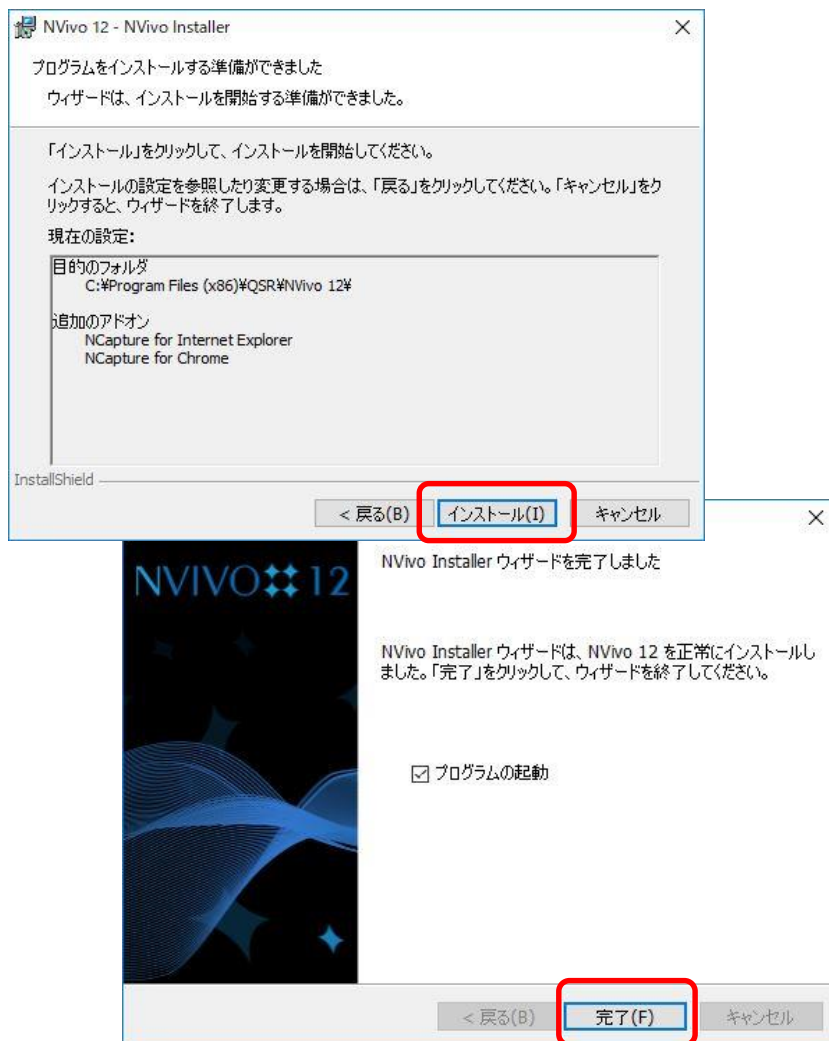 NVivo 12 - NVivo Installer
プログラムをインストールする準備ができました
ウィザードは、インストールを開始する準備ができました。
「インストール」をクリックして、インストールを開始してください。
インストールの設定を参照したり変更する場合は、「戻る」をクリックしてください。「キャンセル」をク
リックすると、ウィザードを終了します。
現在の設定:
目的のフォルダ
C:¥Program Files (x86)¥QSR¥NVivo 12¥
追加のアドオン
NCapture for Internet Explorer
NCapture for Chrome
InstallShield
< 戻る(B) インストール(I) キャンセル
NVIVO 12
NVivo Installer ウィザードを完了しました
NVivo Installer ウィザードは、NVivo 12 を正常にインストールし
ました。「完了」をクリックして、ウィザードを終了してください。
プログラムの起動
< 戻る(B) 完了(F) キャンセル